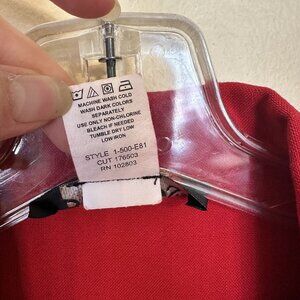 MACHINE WASH COLD
WASH DARK COLORS
SEPARATELY
USE ONLY NON-CHLORINE
BLEACH IF NEEDED
TUMBLE DRY LOW
LOW IRON
STYLE 1-500-E81
CUT 176503
RN 102803